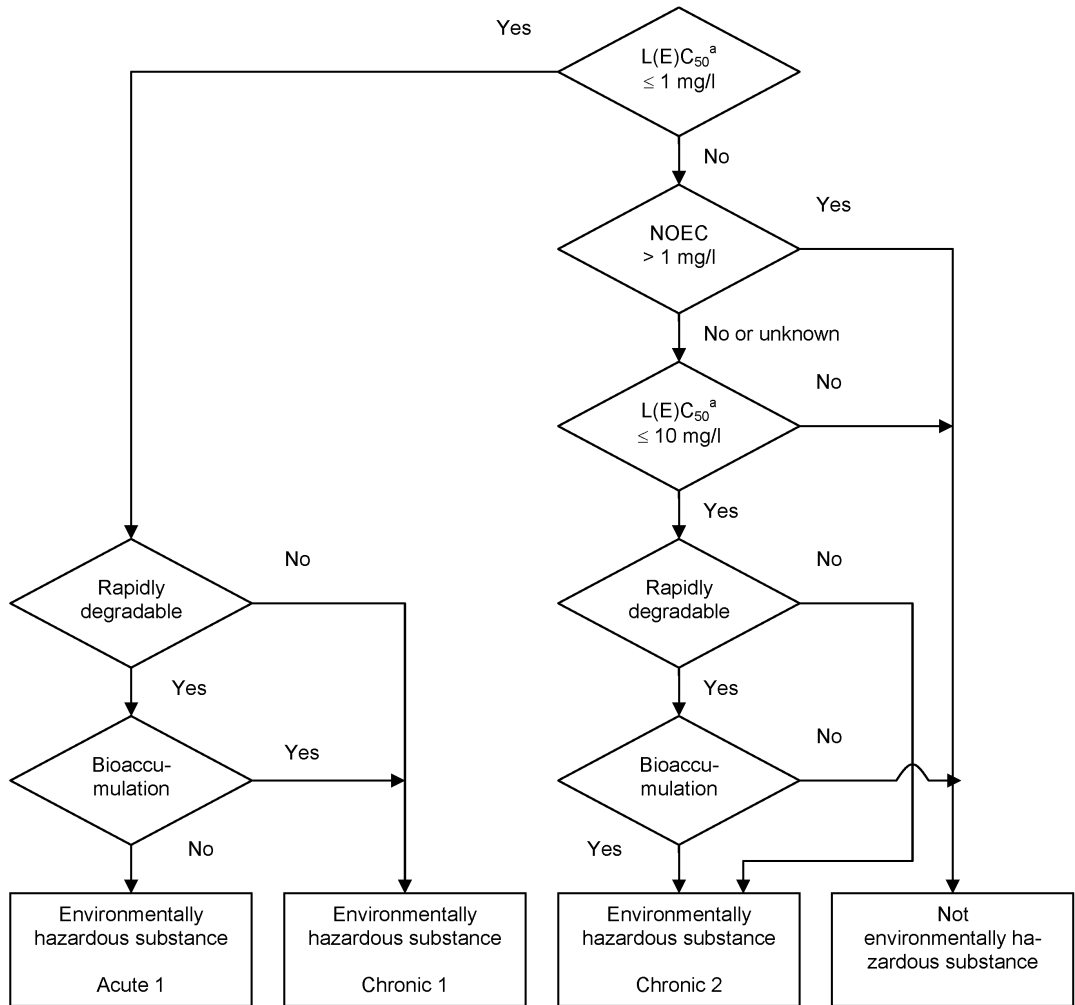 Yes
L(E)C₅₀ᵃ
≤ 1 mg/l
No
NOEC
> 1 mg/l
Yes
No or unknown
L(E)C₅₀ᵃ
≤ 10 mg/l
No
Yes
Rapidly
degradable
No
Yes
Bioaccu-
mulation
Yes
No
Rapidly
degradable
No
Yes
Bioaccu-
mulation
No
Yes
Environmentally
hazardous substance
Acute 1
Environmentally
hazardous substance
Chronic 1
Environmentally
hazardous substance
Chronic 2
Not
environmentally ha-
zardous substance